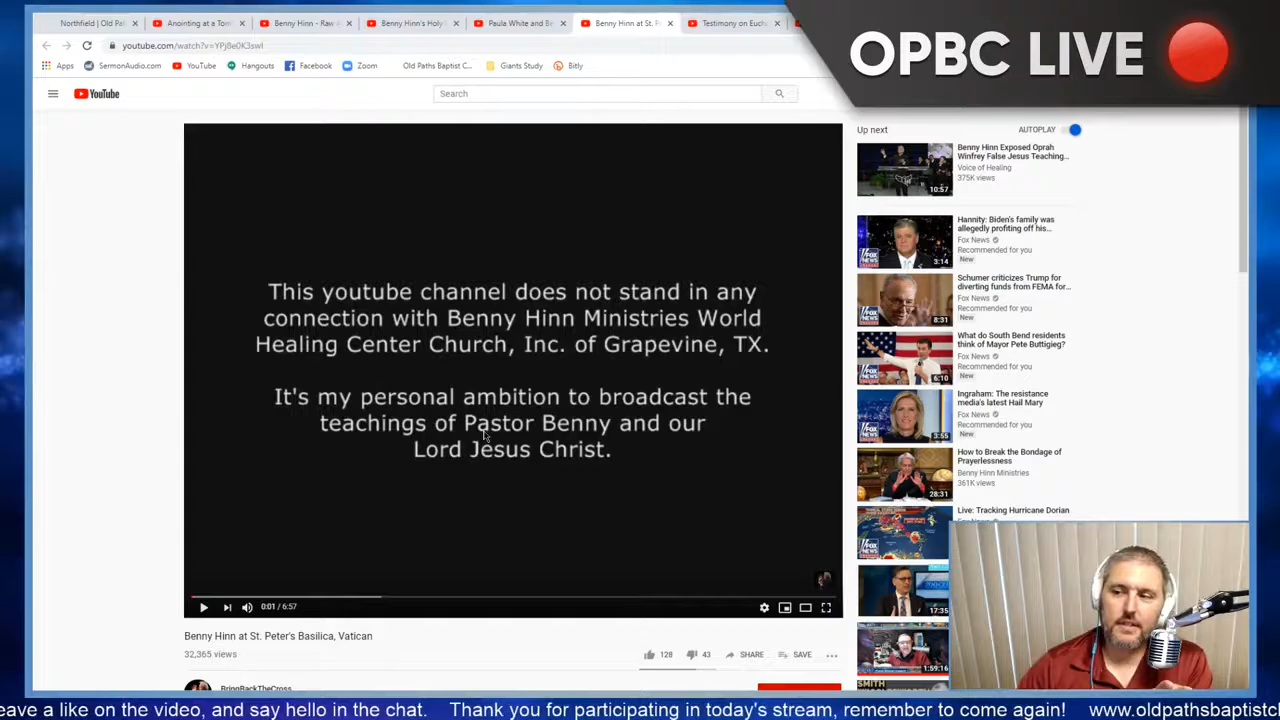 Northfield | Old Pat
Anointing at a Tom
Benny Hinn - Raw A
Benny Hinn's Holy
Paula White and Be
Benny Hinn at St. Pe
Testimony on Euch
youtube.com/watch?v=YPj8e0K3swI
Apps
SermonAudio.com
YouTube
Hangouts
Facebook
Zoom
Old Paths Baptist C...
Giants Study
Bitly
OPBC LIVE
YouTube
Search
This youtube channel does not stand in any
connection with Benny Hinn Ministries World
Healing Center Church, Inc. of Grapevine, TX.
It's my personal ambition to broadcast the
teachings of Pastor Benny and our
Lord Jesus Christ.
0:01 / 6:57
Benny Hinn at St. Peter's Basilica, Vatican
32,365 views
128
43
SHARE
SAVE
BringBackTheCross
Up next
AUTOPLAY
Benny Hinn Exposed Oprah
Winfrey False Jesus Teaching...
Voice of Healing
375K views
10:57
Hannity: Biden's family was
allegedly profiting off his...
Fox News
Recommended for you
New
3:14
Schumer criticizes Trump for
diverting funds from FEMA for...
Fox News
Recommended for you
New
8:31
What do South Bend residents
think of Mayor Pete Buttigieg?
Fox News
Recommended for you
New
6:10
Ingraham: The resistance
media's latest Hail Mary
Fox News
Recommended for you
New
3:55
How to Break the Bondage of
Prayerlessness
Benny Hinn Ministries
361K views
28:31
Live: Tracking Hurricane Dorian
17:35
1:59:16
SMITH
eave a like on the video, and say hello in the chat. Thank you for participating in today's stream, remember to come again! www.oldpathsbaptistc